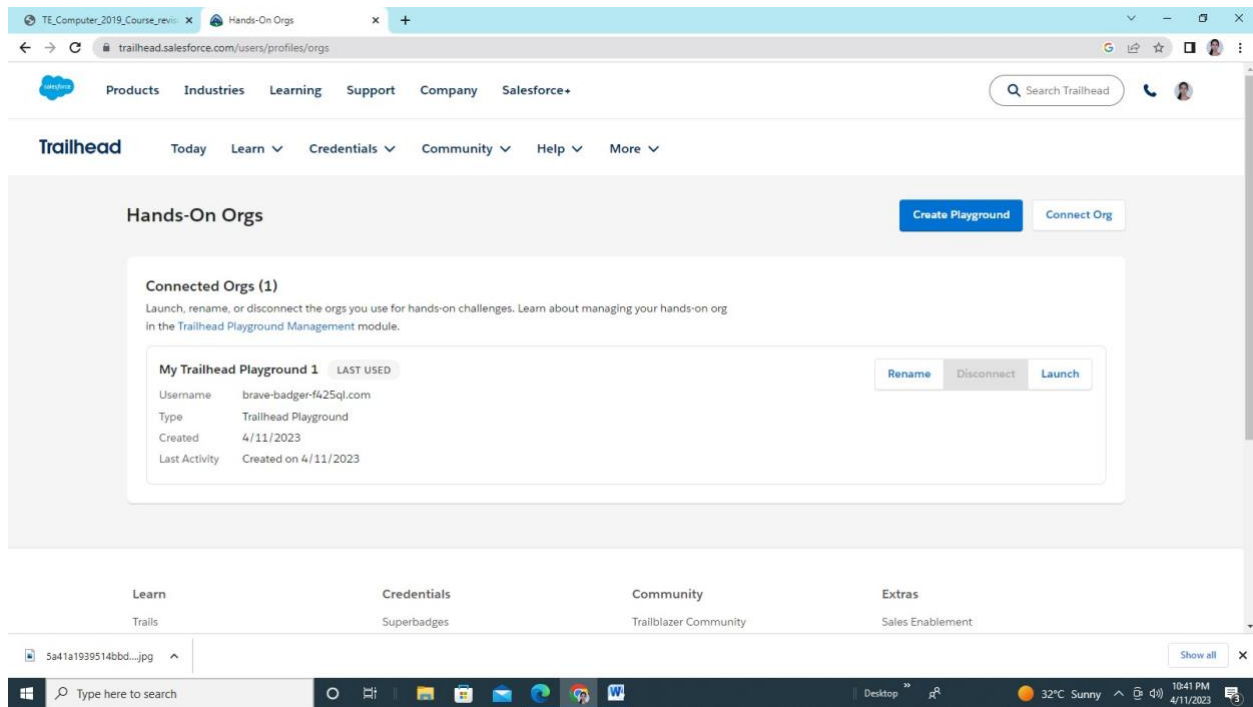 TE_Computer_2019_Course_revis
Hands-On Orgs
trailhead.salesforce.com/users/profiles/orgs
salesforce
Products Industries Learning Support Company Salesforce+
Search Trailhead
Trailhead Today Learn Credentials Community Help More
Hands-On Orgs
Create Playground Connect Org
Connected Orgs (1)
Launch, rename, or disconnect the orgs you use for hands-on challenges. Learn about managing your hands-on org
in the Trailhead Playground Management module.
My Trailhead Playground 1 LAST USED
Rename Disconnect Launch
Username brave-badger-f425ql.com
Type Trailhead Playground
Created 4/11/2023
Last Activity Created on 4/11/2023
Learn Credentials Community Extras
Trails Superbadges Trailblazer Community Sales Enablement
5a41a1939514bbd....jpg
Show all
Type here to search
Desktop
32°C Sunny
10:41 PM
4/11/2023
3